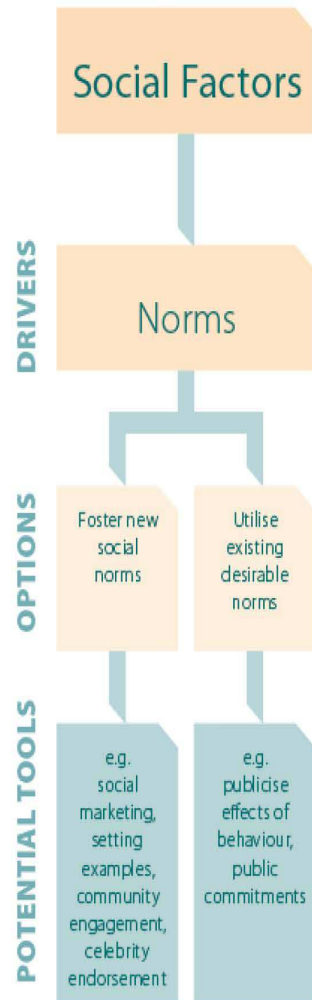 Social Factors
DRIVERS
Norms
OPTIONS
Foster new
social
norms
Utilise
existing
desirable
norms
POTENTIAL TOOLS
e.g.
social
marketing,
setting
examples,
community
engagement,
celebrity
endorsement
e.g.
publicise
effects of
behaviour,
public
commitments